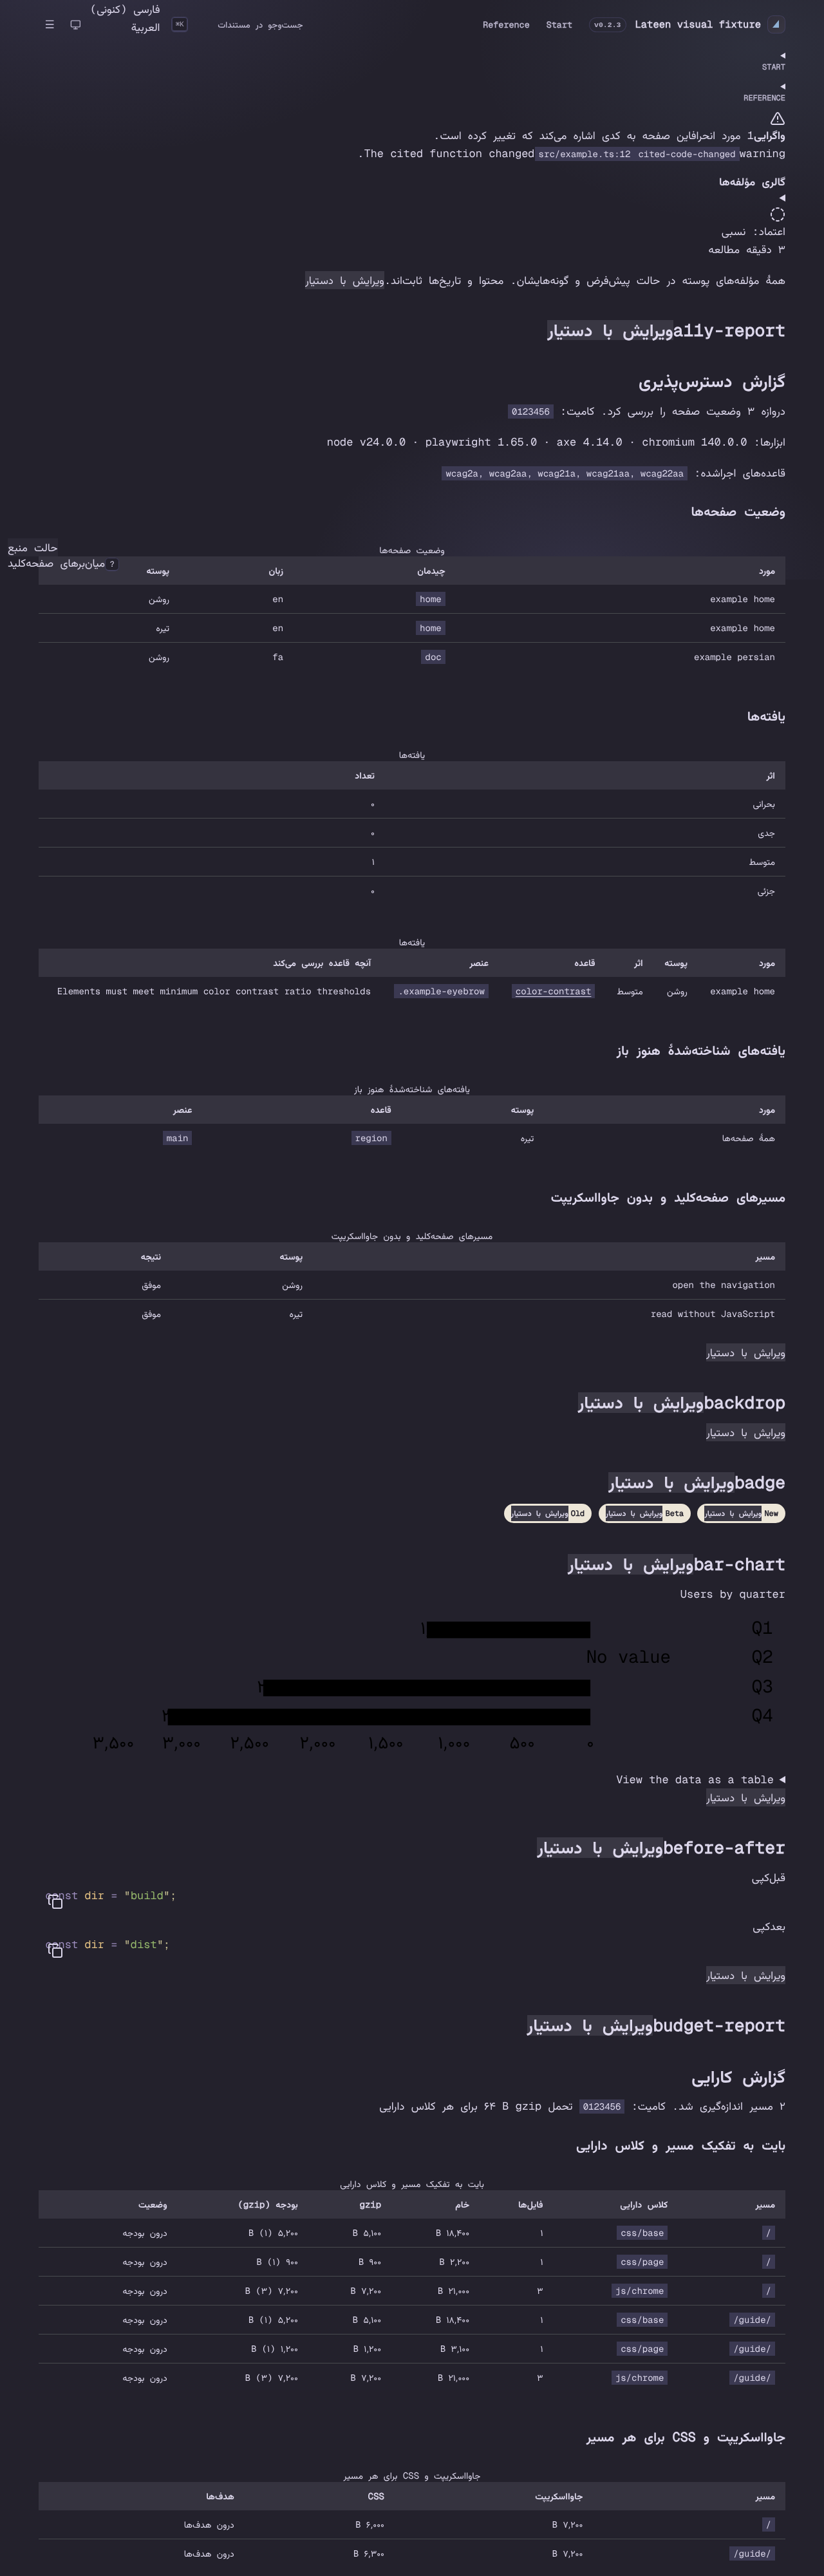 Lateen visual fixture v0.2.3 Start Reference
جست‌وجو در مستندات ⌘K
فارسی (کنونی)
العربية
START
REFERENCE
واگرایی1 مورد انحرافاین صفحه به کدی اشاره می‌کند که تغییر کرده است.
warning cited-code-changed src/example.ts:12 The cited function changed.
گالری مؤلفه‌ها
اعتماد: نسبی
۳ دقیقه مطالعه
همهٔ مؤلفه‌های پوسته در حالت پیش‌فرض و گونه‌هایشان. محتوا و تاریخ‌ها ثابت‌اند.ویرایش با دستیار
a11y-reportویرایش با دستیار
گزارش دسترس‌پذیری
دروازه ۳ وضعیت صفحه را بررسی کرد. کامیت: 0123456
ابزارها: node v24.0.0 · playwright 1.65.0 · axe 4.14.0 · chromium 140.0.0
قاعده‌های اجراشده: wcag2a, wcag2aa, wcag21a, wcag21aa, wcag22aa
وضعیت صفحه‌ها
حالت منبع
میان‌برهای صفحه‌کلید ?
وضعیت صفحه‌ها
مورد چیدمان زبان پوسته
example home home en روشن
example home home en تیره
example persian doc fa روشن
یافته‌ها
یافته‌ها
اثر تعداد
بحرانی ۰
جدی ۰
متوسط ۱
جزئی ۰
یافته‌ها
مورد پوسته اثر قاعده عنصر آنچه قاعده بررسی می‌کند
example home روشن متوسط color-contrast .example-eyebrow Elements must meet minimum color contrast ratio thresholds
یافته‌های شناخته‌شدهٔ هنوز باز
یافته‌های شناخته‌شدهٔ هنوز باز
مورد پوسته قاعده عنصر
همهٔ صفحه‌ها تیره region main
مسیرهای صفحه‌کلید و بدون جاوااسکریپت
مسیرهای صفحه‌کلید و بدون جاوااسکریپت
مسیر پوسته نتیجه
open the navigation روشن موفق
read without JavaScript تیره موفق
ویرایش با دستیار
backdropویرایش با دستیار
ویرایش با دستیار
badgeویرایش با دستیار
New ویرایش با دستیار Beta ویرایش با دستیار Old ویرایش با دستیار
bar-chartویرایش با دستیار
Users by quarter
Q1
Q2 No value
Q3
Q4
۰ ۵۰۰ ۱,۰۰۰ ۱,۵۰۰ ۲,۰۰۰ ۲,۵۰۰ ۳,۰۰۰ ۳,۵۰۰
View the data as a table
ویرایش با دستیار
before-afterویرایش با دستیار
قبل‌کپی
const dir = "build";
بعدکپی
const dir = "dist";
ویرایش با دستیار
budget-reportویرایش با دستیار
گزارش کارایی
۲ مسیر اندازه‌گیری شد. کامیت: 0123456 تحمل ۶۴ B gzip برای هر کلاس دارایی
بایت به تفکیک مسیر و کلاس دارایی
بایت به تفکیک مسیر و کلاس دارایی
مسیر کلاس دارایی فایل‌ها خام gzip بودجه (gzip) وضعیت
/ css/base ۱ ۱۸,۴۰۰ B ۵,۱۰۰ B ۵,۲۰۰ B (۱) درون بودجه
/ css/page ۱ ۲,۲۰۰ B ۹۰۰ B ۹۰۰ B (۱) درون بودجه
/ js/chrome ۳ ۲۱,۰۰۰ B ۷,۲۰۰ B ۷,۲۰۰ B (۳) درون بودجه
/guide/ css/base ۱ ۱۸,۴۰۰ B ۵,۱۰۰ B ۵,۲۰۰ B (۱) درون بودجه
/guide/ css/page ۱ ۳,۱۰۰ B ۱,۲۰۰ B ۱,۲۰۰ B (۱) درون بودجه
/guide/ js/chrome ۳ ۲۱,۰۰۰ B ۷,۲۰۰ B ۷,۲۰۰ B (۳) درون بودجه
جاوااسکریپت و CSS برای هر مسیر
جاوااسکریپت و CSS برای هر مسیر
مسیر جاوااسکریپت CSS هدف‌ها
/ ۷,۲۰۰ B ۶,۰۰۰ B درون هدف‌ها
/guide/ ۷,۲۰۰ B ۶,۳۰۰ B درون هدف‌ها